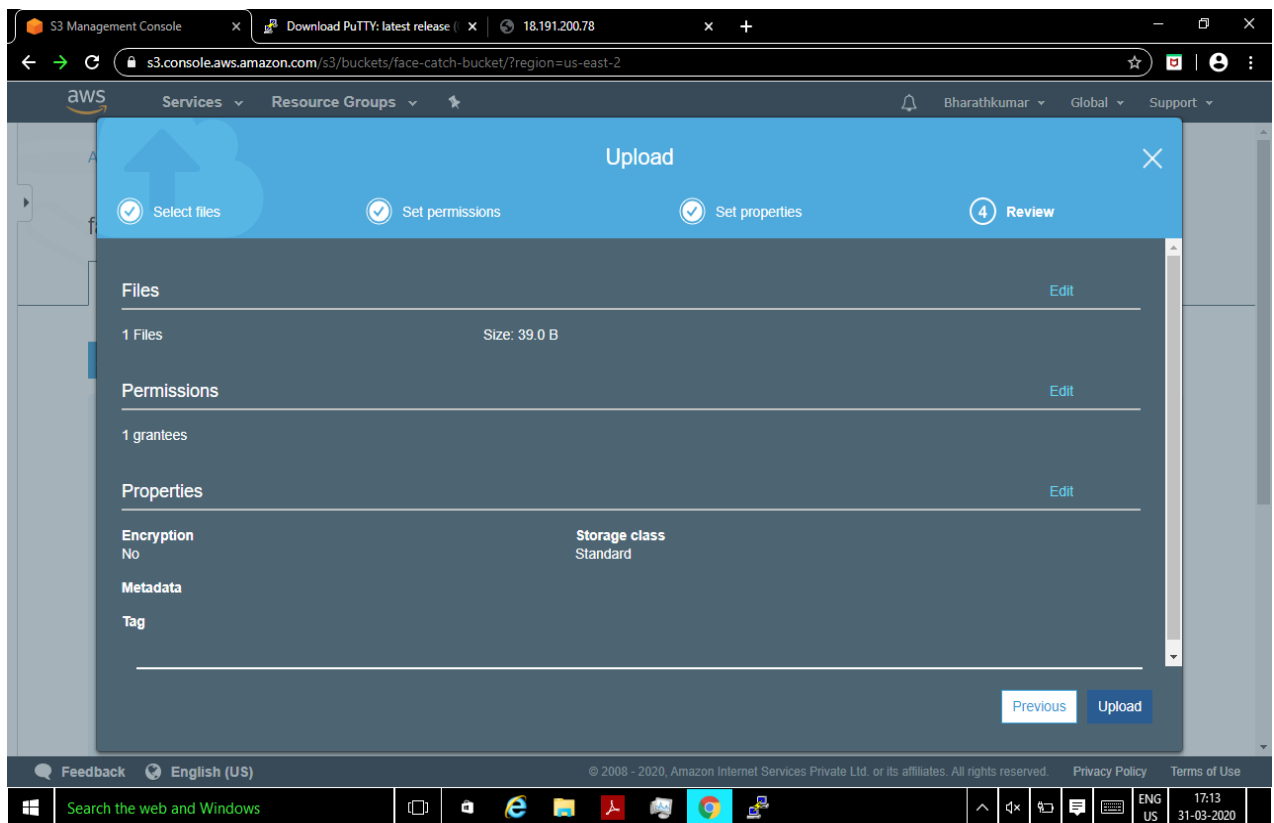 S3 Management Console
Download PuTTY: latest release (
18.191.200.78
s3.console.aws.amazon.com/s3/buckets/face-catch-bucket/?region=us-east-2
aws Services Resource Groups Bharathkumar Global Support
A
Upload
Select files Set permissions Set properties 4 Review
fa
Files Edit
1 Files Size: 39.0 B
Permissions Edit
1 grantees
Properties Edit
Encryption Storage class
No Standard
Metadata
Tag
Previous Upload
Feedback English (US) © 2008 - 2020, Amazon Internet Services Private Ltd. or its affiliates. All rights reserved. Privacy Policy Terms of Use
Search the web and Windows ENG 17:13
US 31-03-2020